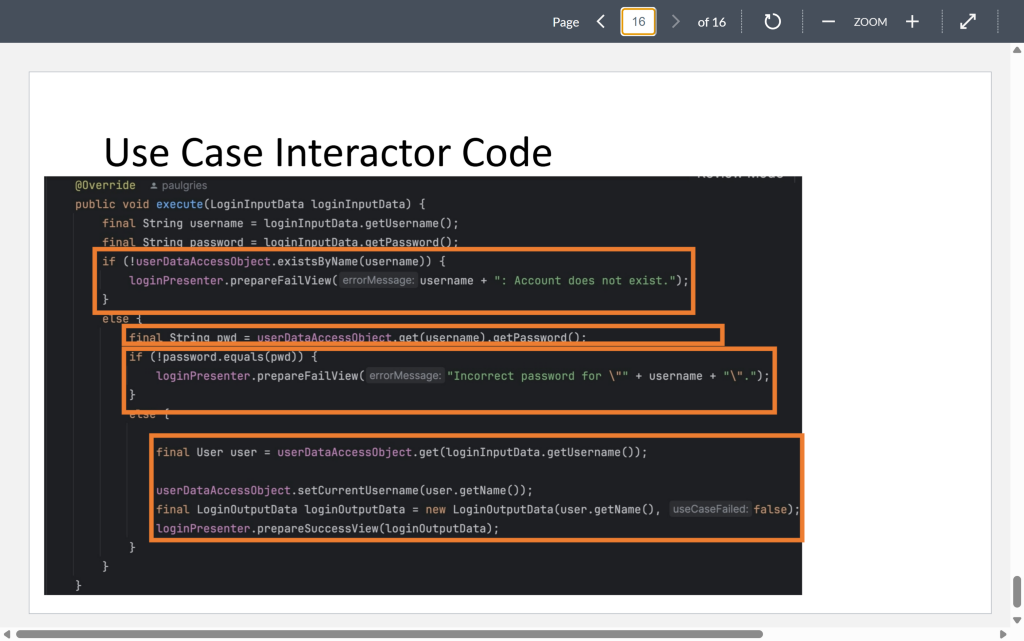 Page 16 of 16 ZOOM
Use Case Interactor Code
@Override paulgries
public void execute(LoginInputData loginInputData) {
final String username = loginInputData.getUsername();
final String password = loginInputData.getPassword();
if (!userDataAccessObject.existsByName(username)) {
loginPresenter.prepareFailView( errorMessage: username + ": Account does not exist.");
}
else {
final String pwd = userDataAccessObject.get(username).getPassword();
if (!password.equals(pwd)) {
loginPresenter.prepareFailView( errorMessage: "Incorrect password for \"" + username + "\".");
}
else {
final User user = userDataAccessObject.get(loginInputData.getUsername());
userDataAccessObject.setCurrentUsername(user.getName());
final LoginOutputData loginOutputData = new LoginOutputData(user.getName(), useCaseFailed: false);
loginPresenter.prepareSuccessView(loginOutputData);
}
}
}